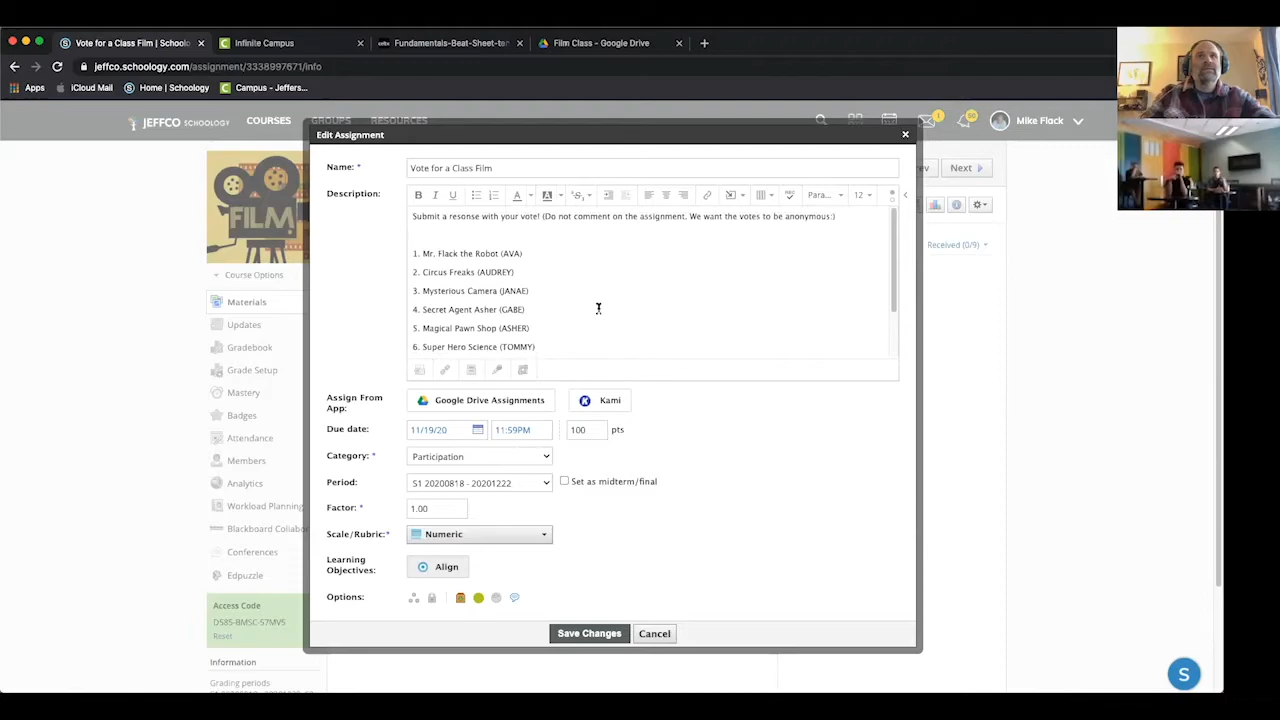 Vote for a Class Film | Schoolo
Infinite Campus
Fundamentals-Beat-Sheet-ter
Film Class - Google Drive
jeffco.schoology.com/assignment/3338997671/info
Apps
iCloud Mail
Home | Schoology
Campus - Jeffers...
JEFFCO SCHOOLOGY
COURSES
GROUPS
RESOURCES
Mike Flack
Edit Assignment
Next
Name: *
Vote for a Class Film
Description:
B I U
Para...
12
Submit a resonse with your vote! (Do not comment on the assignment. We want the votes to be anonymous:)
1. Mr. Flack the Robot (AVA)
2. Circus Freaks (AUDREY)
3. Mysterious Camera (JANAE)
4. Secret Agent Asher (GABE)
5. Magical Pawn Shop (ASHER)
6. Super Hero Science (TOMMY)
Received (0/9)
FILM
Course Options
Materials
Updates
Gradebook
Grade Setup
Mastery
Badges
Attendance
Members
Analytics
Workload Planning
Blackboard Collabo
Conferences
Edpuzzle
Access Code
D585-BM5C-57MV5
Reset
Information
Grading periods
Assign From App:
Google Drive Assignments
Kami
Due date:
11/19/20
11:59PM
100
pts
Category: *
Participation
Period:
S1 20200818 - 20201222
Set as midterm/final
Factor: *
1.00
Scale/Rubric:*
Numeric
Learning Objectives:
Align
Options:
Save Changes
Cancel
S